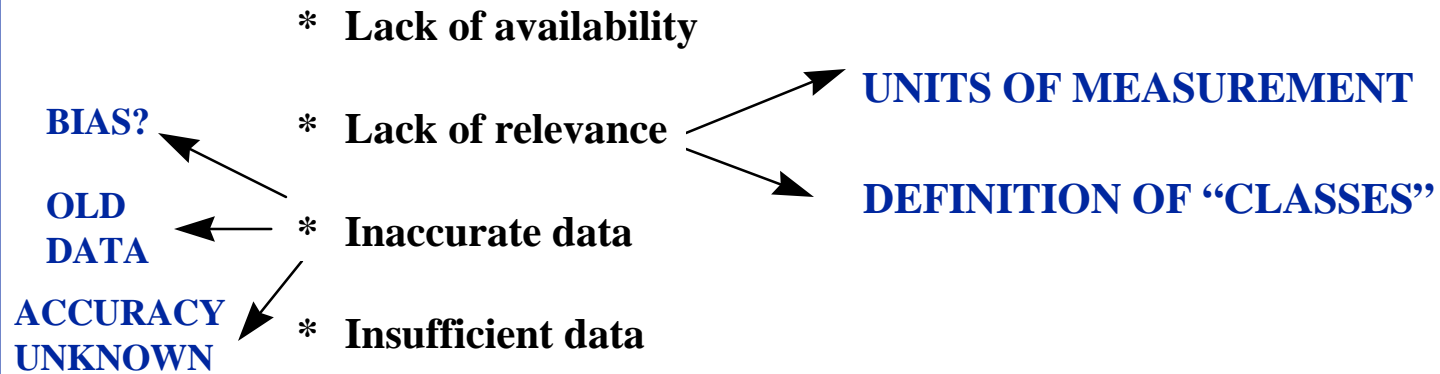 * Lack of availability
UNITS OF MEASUREMENT
BIAS?
* Lack of relevance
DEFINITION OF “CLASSES”
OLD
DATA
* Inaccurate data
ACCURACY
UNKNOWN
* Insufficient data